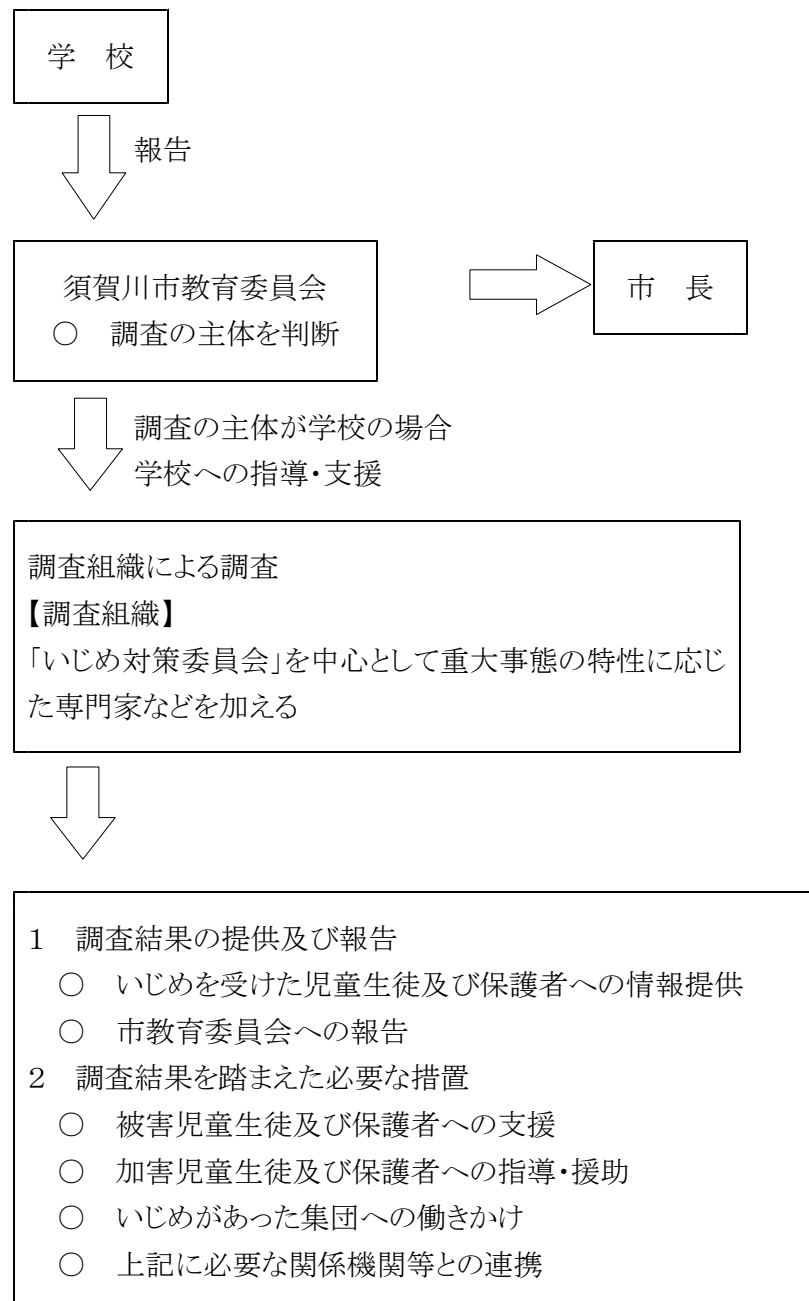 学　校
報告
須賀川市教育委員会
○　調査の主体を判断
市　長
調査の主体が学校の場合
学校への指導・支援
調査組織による調査
【調査組織】
「いじめ対策委員会」を中心として重大事態の特性に応じ
た専門家などを加える
１　調査結果の提供及び報告
○　いじめを受けた児童生徒及び保護者への情報提供
○　市教育委員会への報告
２　調査結果を踏まえた必要な措置
○　被害児童生徒及び保護者への支援
○　加害児童生徒及び保護者への指導・援助
○　いじめがあった集団への働きかけ
○　上記に必要な関係機関等との連携